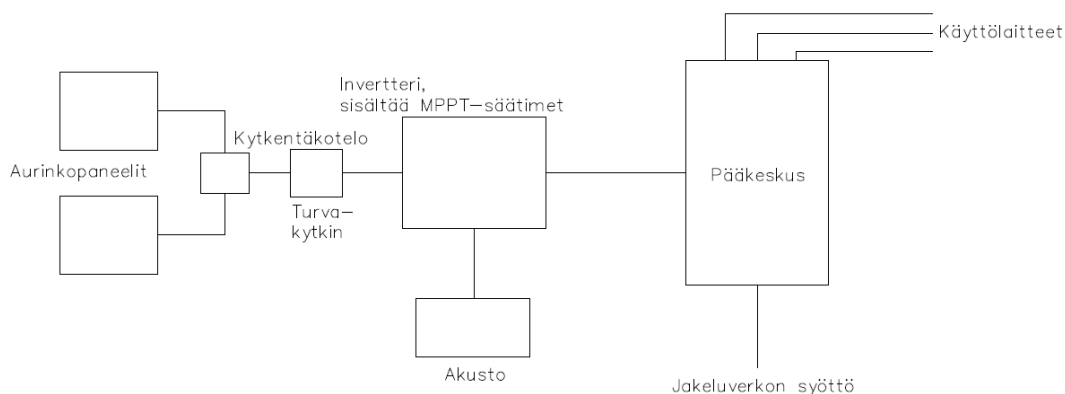 Käyttölaitteet
Invertteri,
sisältää MPPT–säätimet
Kytkentäkotelo
Aurinkopaneelit
Pääkeskus
Turva–
kytkin
Akusto
Jakeluverkon syöttö